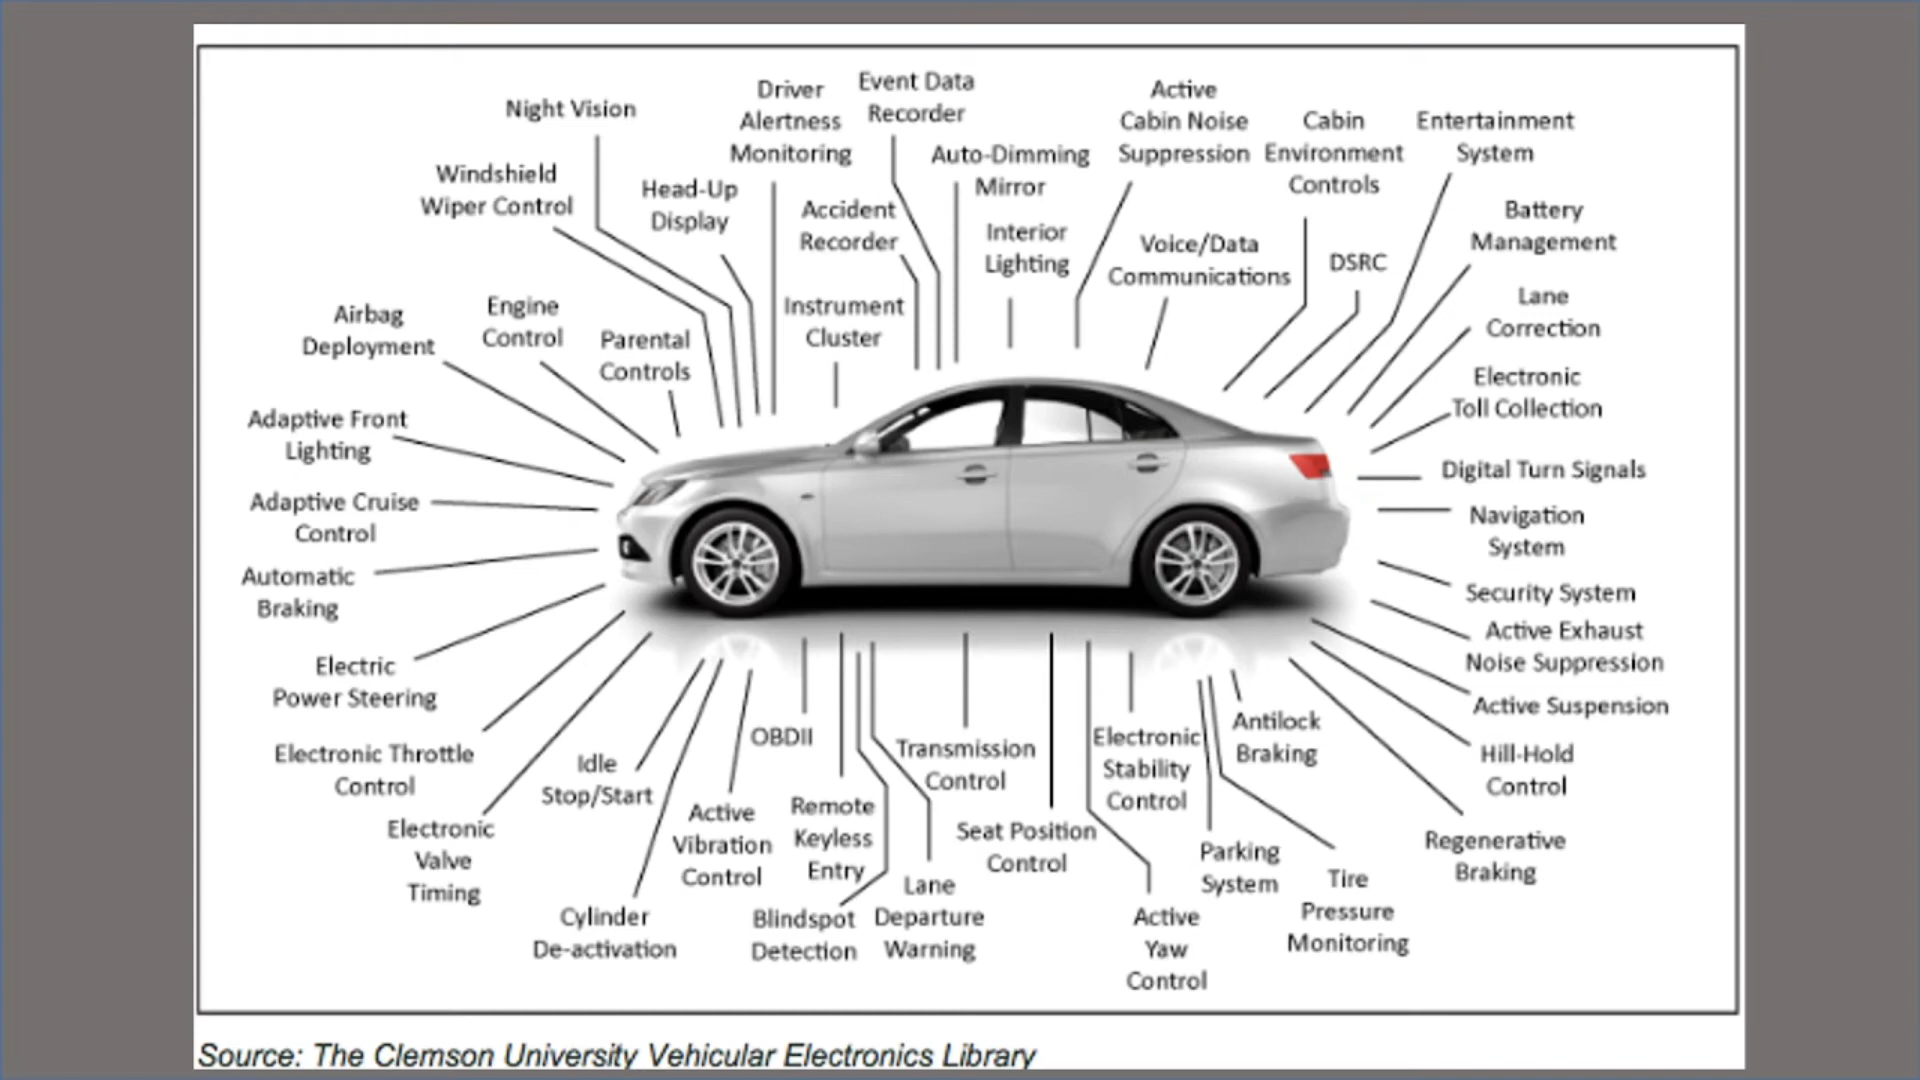 Night Vision
Driver
Alertness
Monitoring
Event Data
Recorder
Active
Cabin Noise
Suppression
Cabin
Environment
Controls
Entertainment
System
Windshield
Wiper Control
Head-Up
Display
Accident
Recorder
Auto-Dimming
Mirror
Interior
Lighting
Voice/Data
Communications
DSRC
Battery
Management
Airbag
Deployment
Engine
Control
Parental
Controls
Instrument
Cluster
Lane
Correction
Electronic
Toll Collection
Adaptive Front
Lighting
Digital Turn Signals
Adaptive Cruise
Control
Navigation
System
Automatic
Braking
Security System
Active Exhaust
Noise Suppression
Electric
Power Steering
Active Suspension
Electronic Throttle
Control
Idle
Stop/Start
OBDII
Transmission
Control
Electronic
Stability
Control
Antilock
Braking
Hill-Hold
Control
Electronic
Valve
Timing
Active
Vibration
Control
Remote
Keyless
Entry
Seat Position
Control
Parking
System
Regenerative
Braking
Cylinder
De-activation
Blindspot
Detection
Lane
Departure
Warning
Active
Yaw
Control
Tire
Pressure
Monitoring
Source: The Clemson University Vehicular Electronics Library